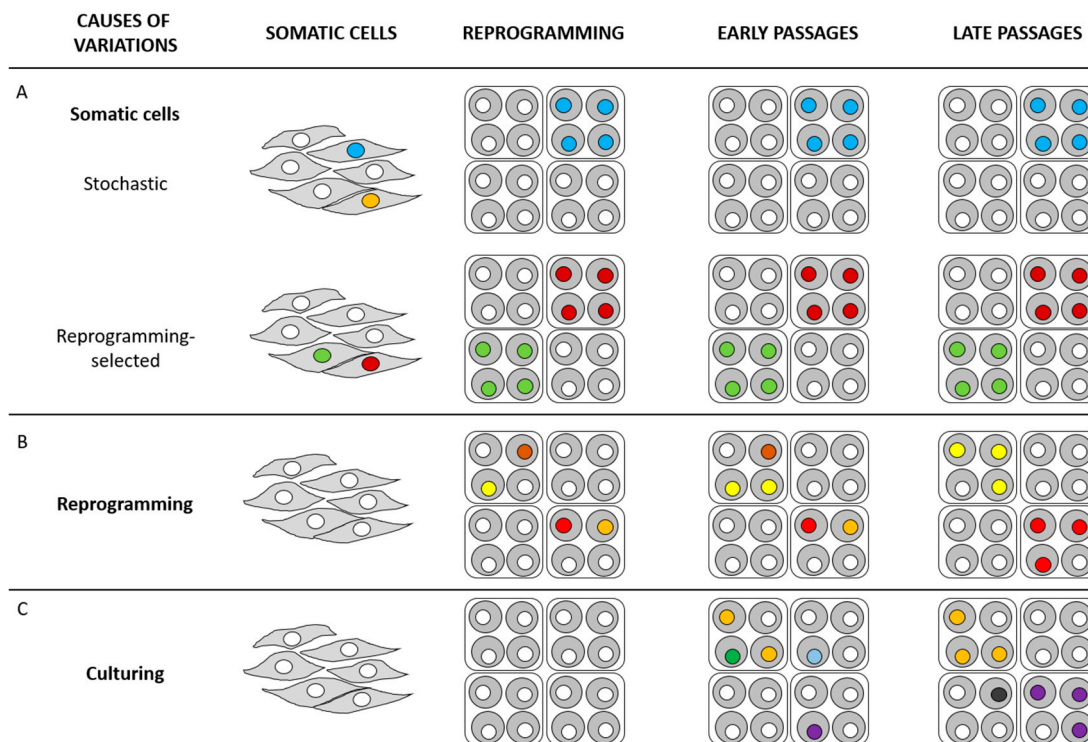 CAUSES OF
VARIATIONS
SOMATIC CELLS
REPROGRAMMING
EARLY PASSAGES
LATE PASSAGES
A
Somatic cells
Stochastic
Reprogramming-
selected
B
Reprogramming
C
Culturing